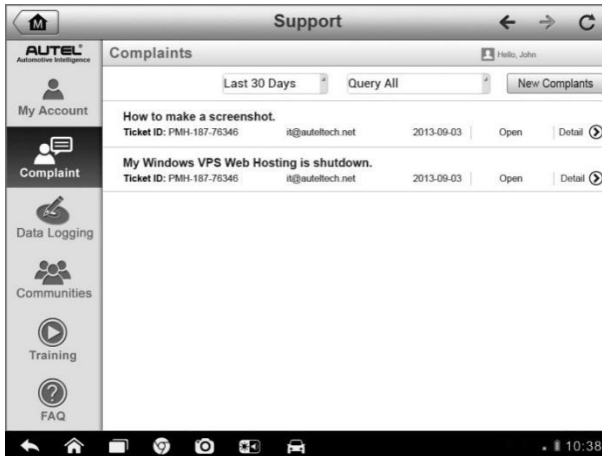 M
Support
AUTEL®
Automotive Intelligence
Complaints
Hello, John
Last 30 Days
Query All
New Complants
My Account
How to make a screenshot.
Ticket ID: PMH-187-76346 it@auteltech.net 2013-09-03 Open Detail
Complaint
My Windows VPS Web Hosting is shutdown.
Ticket ID: PMH-187-76346 it@auteltech.net 2013-09-03 Open Detail
Data Logging
Communities
Training
?
FAQ
10:38